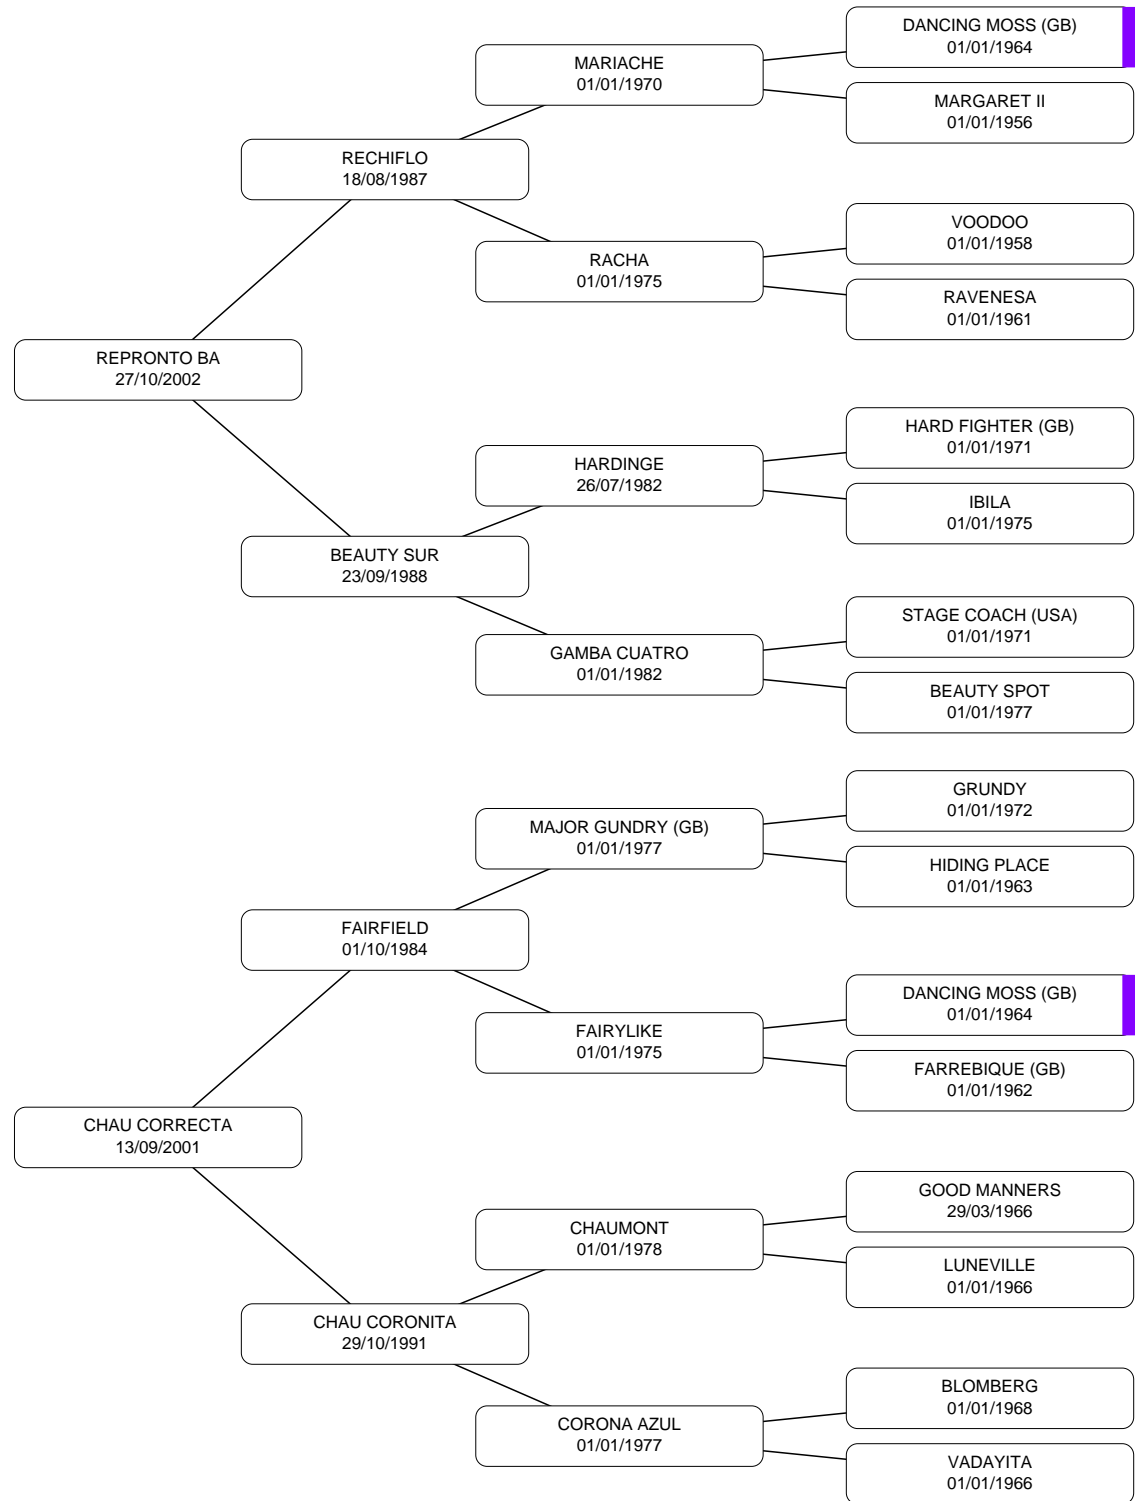 DANCING MOSS (GB)
01/01/1964
MARIACHE
01/01/1970
MARGARET II
01/01/1956
RECHIFLO
18/08/1987
VOODOO
01/01/1958
RACHA
01/01/1975
RAVENESA
01/01/1961
REPRONTO BA
27/10/2002
HARD FIGHTER (GB)
01/01/1971
HARDINGE
26/07/1982
IBILA
01/01/1975
BEAUTY SUR
23/09/1988
STAGE COACH (USA)
01/01/1971
GAMBA CUATRO
01/01/1982
BEAUTY SPOT
01/01/1977
GRUNDY
01/01/1972
MAJOR GUNDRY (GB)
01/01/1977
HIDING PLACE
01/01/1963
FAIRFIELD
01/10/1984
DANCING MOSS (GB)
01/01/1964
FAIRYLIKE
01/01/1975
FARREBIQUE (GB)
01/01/1962
CHAU CORRECTA
13/09/2001
GOOD MANNERS
29/03/1966
CHAUMONT
01/01/1978
LUNEVILLE
01/01/1966
CHAU CORONITA
29/10/1991
BLOMBERG
01/01/1968
CORONA AZUL
01/01/1977
VADAYITA
01/01/1966